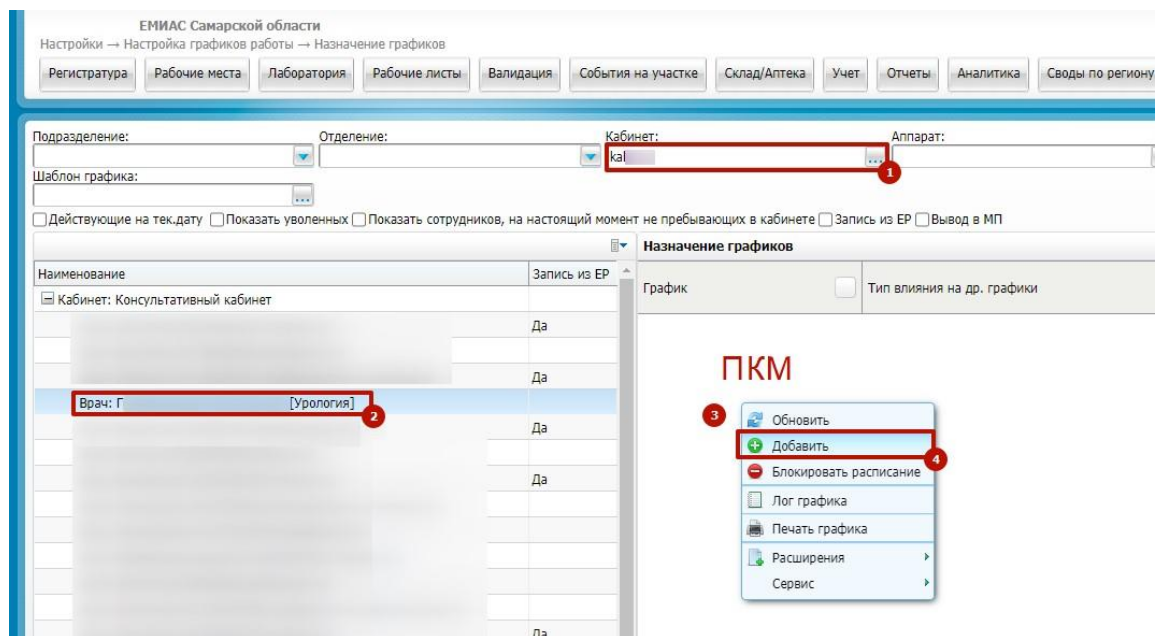 ЕМИАС Самарской области
Настройки → Настройка графиков работы → Назначение графиков
Регистратура Рабочие места Лаборатория Рабочие листы Валидация События на участке Склад/Аптека Учет Отчеты Аналитика Своды по региону
Подразделение: Отделение: Кабинет: Аппарат:
kal
1
Шаблон графика:
Действующие на тек.дату Показать уволенных Показать сотрудников, на настоящий момент не пребывающих в кабинете Запись из ЕР Вывод в МП
Назначение графиков
Наименование Запись из ЕР
График Тип влияния на др. графики
Кабинет: Консультативный кабинет
Да
Да
ПКМ
Врач: Г [Урология]
2
3
Обновить
Да
Добавить
4
Блокировать расписание
Да
Лог графика
Печать графика
Расширения
Сервис
Да